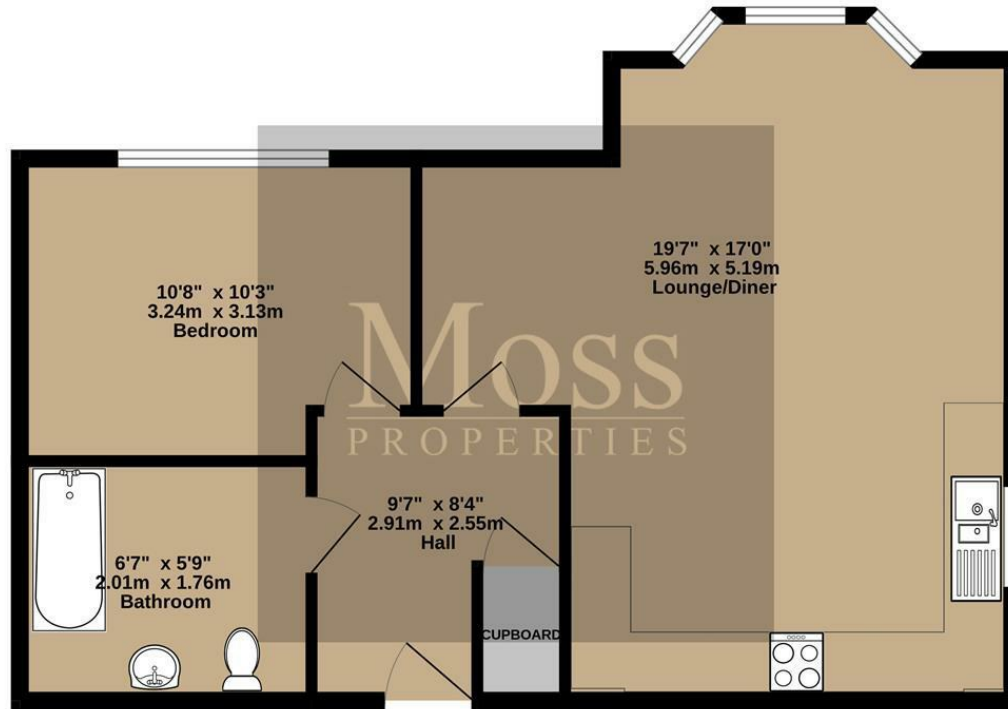 19'7" x 17'0"
5.96m x 5.19m
Lounge/Diner
10'8" x 10'3"
3.24m x 3.13m
Bedroom
MOSS
PROPERTIES
9'7" x 8'4"
2.91m x 2.55m
Hall
6'7" x 5'9"
2.01m x 1.76m
Bathroom
CUPBOARD